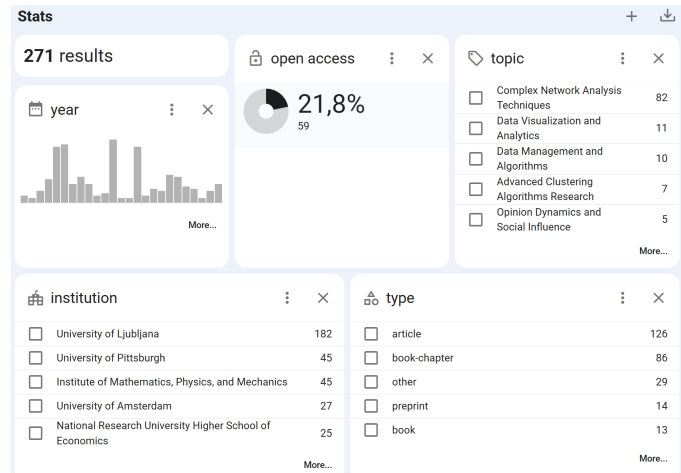 Stats
271 results
year
More...
open access
21,8%
59
topic
Complex Network Analysis
Techniques
82
Data Visualization and
Analytics
11
Data Management and
Algorithms
10
Advanced Clustering
Algorithms Research
7
Opinion Dynamics and
Social Influence
5
More...
institution
University of Ljubljana 182
University of Pittsburgh 45
Institute of Mathematics, Physics, and Mechanics 45
University of Amsterdam 27
National Research University Higher School of
Economics
25
More...
type
article 126
book-chapter 86
other 29
preprint 14
book 13
More...